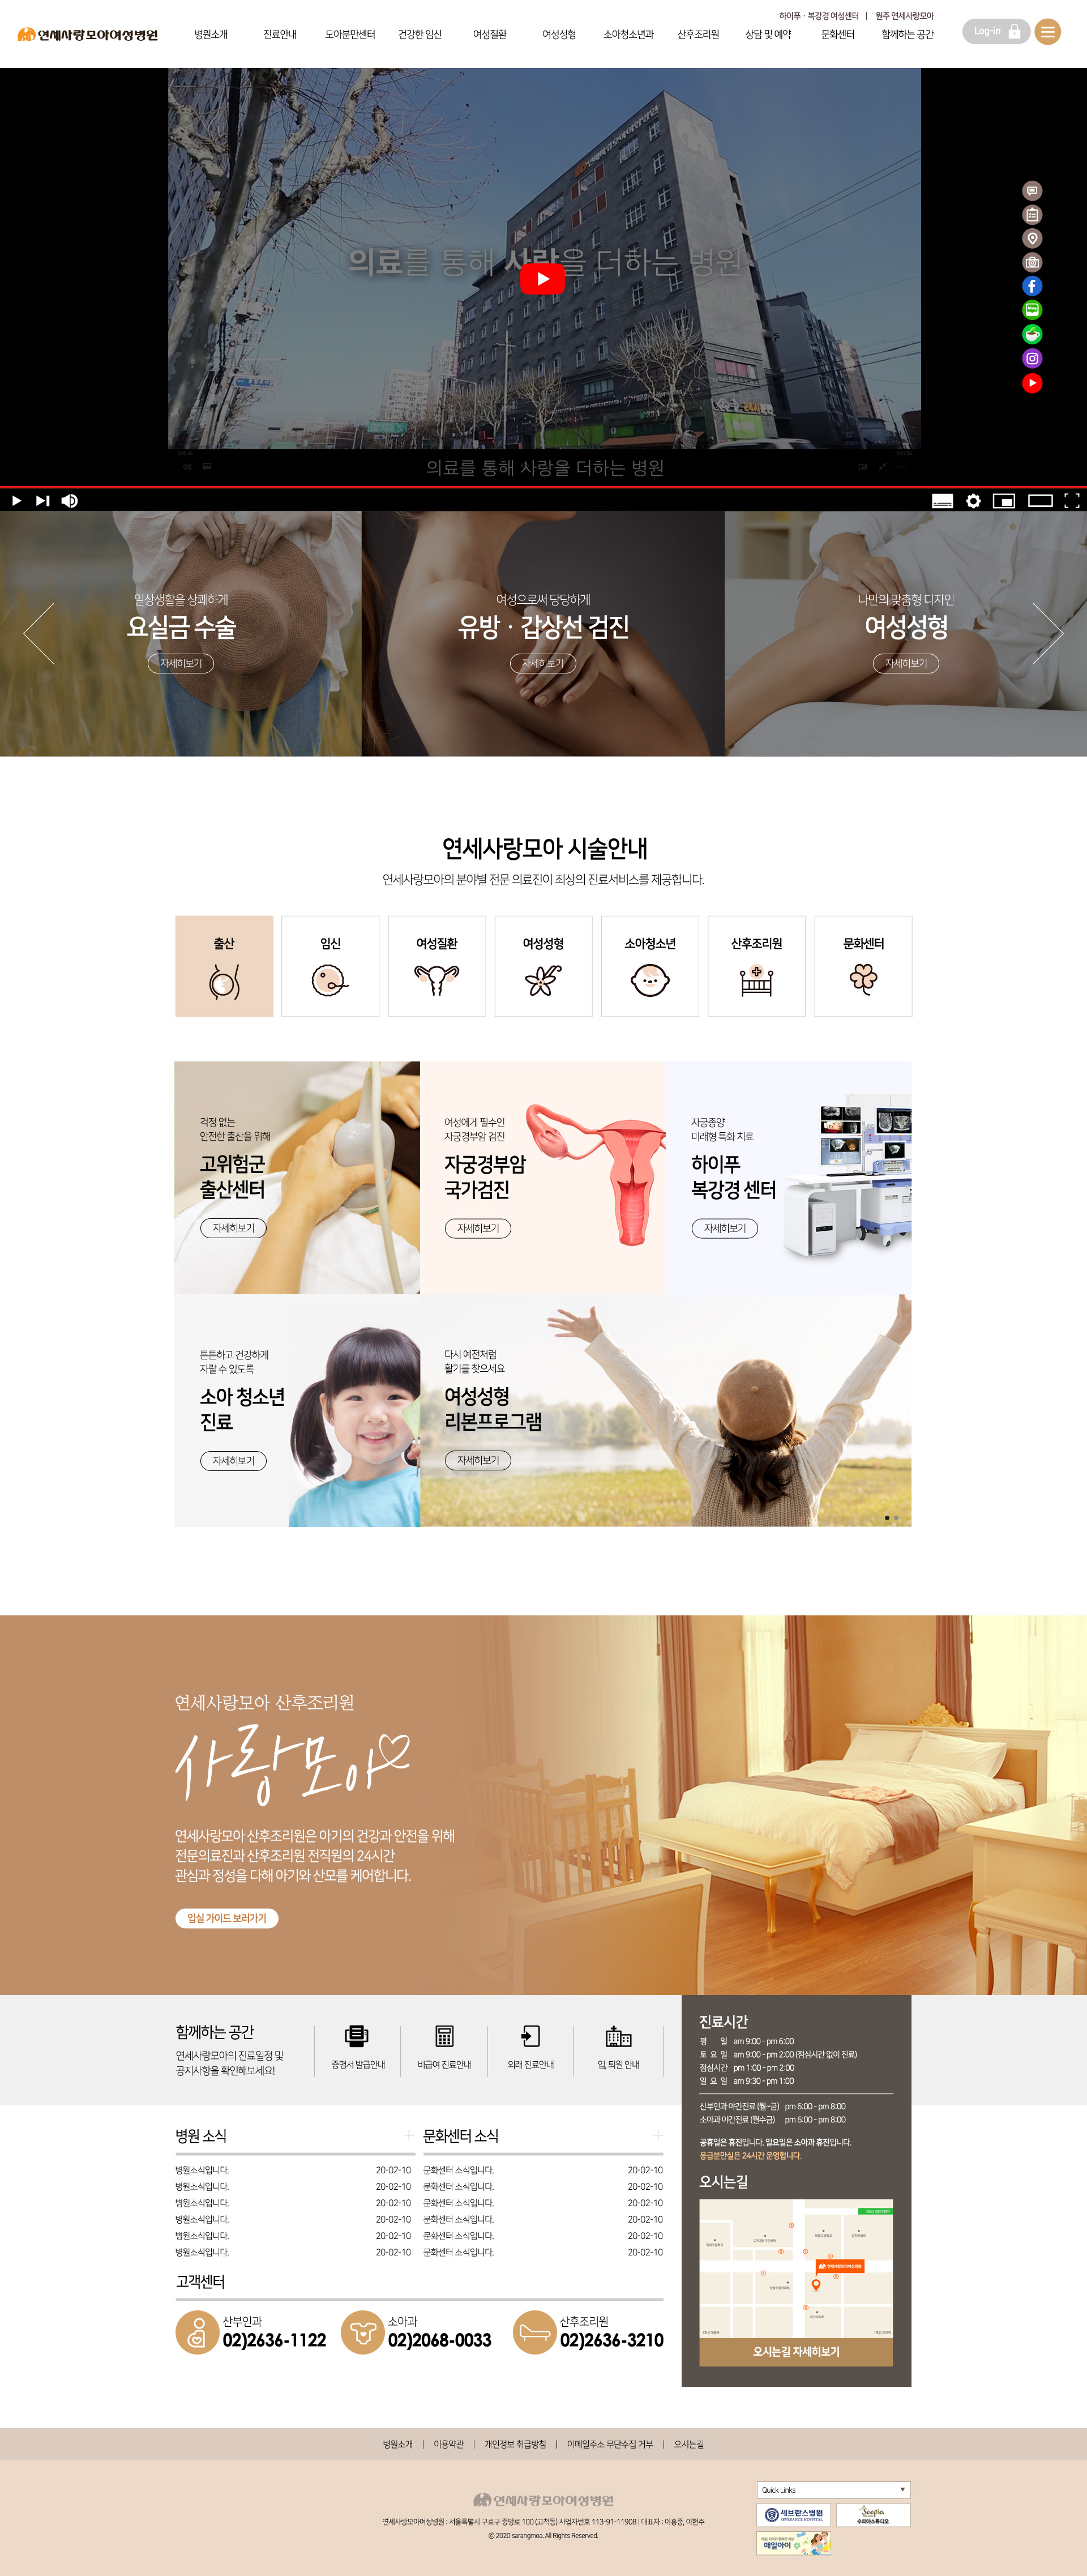 하이푸 · 복강경 여성센터 | 원주 연세사랑모아
연세사랑모아여성병원
병원소개 진료안내 모아분만센터 건강한 임신 여성질환 여성성형 소아청소년과 산후조리원 상담 및 예약 문화센터 함께하는 공간
Log-in
의료를 통해 사랑을 더하는 병원
의료를 통해 사랑을 더하는 병원
일상생활을 상쾌하게
요실금 수술
자세히보기
여성으로써 당당하게
유방 · 갑상선 검진
자세히보기
나만의 맞춤형 디자인
여성성형
자세히보기
연세사랑모아 시술안내
연세사랑모아의 분야별 전문 의료진이 최상의 진료서비스를 제공합니다.
출산 임신 여성질환 여성성형 소아청소년 산후조리원 문화센터
걱정 없는
안전한 출산을 위해
고위험군
출산센터
자세히보기
여성에게 필수인
자궁경부암 검진
자궁경부암
국가검진
자세히보기
자궁종양
미래형 특화 치료
하이푸
복강경 센터
자세히보기
튼튼하고 건강하게
자랄 수 있도록
소아 청소년
진료
자세히보기
다시 예전처럼
활기를 찾으세요
여성성형
리본프로그램
자세히보기
연세사랑모아 산후조리원
사랑모아
연세사랑모아 산후조리원은 아기의 건강과 안전을 위해
전문의료진과 산후조리원 전직원의 24시간
관심과 정성을 다해 아기와 산모를 케어합니다.
입실 가이드 보러가기
함께하는 공간
연세사랑모아의 진료일정 및
공지사항을 확인해보세요!
증명서 발급안내 비급여 진료안내 외래 진료안내 입, 퇴원 안내
진료시간
평 일 am 9:00 - pm 6:00
토 요 일 am 9:00 - pm 2:00 (점심시간 없이 진료)
점심시간 pm 1:00 - pm 2:00
일 요 일 am 9:30 - pm 1:00
산부인과 야간진료 (월~금) pm 6:00 - pm 8:00
소아과 야간진료 (월수금) pm 6:00 - pm 8:00
공휴일은 휴진입니다. 일요일은 소아과 휴진입니다.
응급분만실은 24시간 운영합니다.
오시는길
연세사랑모아여성병원
오시는길 자세히보기
병원 소식
병원소식입니다. 20-02-10
병원소식입니다. 20-02-10
병원소식입니다. 20-02-10
병원소식입니다. 20-02-10
병원소식입니다. 20-02-10
병원소식입니다. 20-02-10
문화센터 소식
문화센터 소식입니다. 20-02-10
문화센터 소식입니다. 20-02-10
문화센터 소식입니다. 20-02-10
문화센터 소식입니다. 20-02-10
문화센터 소식입니다. 20-02-10
문화센터 소식입니다. 20-02-10
고객센터
산부인과
02)2636-1122
소아과
02)2068-0033
산후조리원
02)2636-3210
병원소개 | 이용약관 | 개인정보 취급방침 | 이메일주소 무단수집 거부 | 오시는길
연세사랑모아여성병원
연세사랑모아여성병원 : 서울특별시 구로구 중앙로 100 (고척동) 사업자번호 113-91-11908 | 대표자 : 이홍중, 이현주
© 2020 sarangmoa. All Rights Reserved.
Quick Links
세브란스병원
SEVERANCE HOSPITAL
Soopia
수피아스튜디오
매일아이